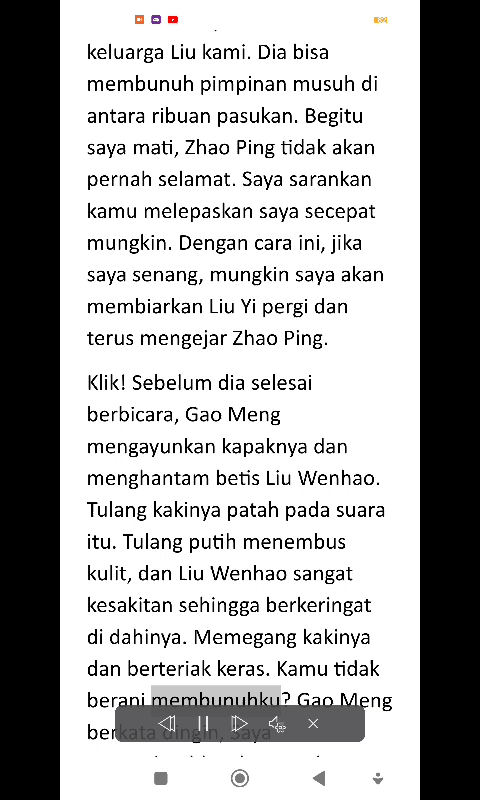 keluarga Liu kami. Dia bisa
membunuh pimpinan musuh di
antara ribuan pasukan. Begitu
saya mati, Zhao Ping tidak akan
pernah selamat. Saya sarankan
kamu melepaskan saya secepat
mungkin. Dengan cara ini, jika
saya senang, mungkin saya akan
membiarkan Liu Yi pergi dan
terus mengejar Zhao Ping.
Klik! Sebelum dia selesai
berbicara, Gao Meng
mengayunkan kapaknya dan
menghantam betis Liu Wenhao.
Tulang kakinya patah pada suara
itu. Tulang putih menembus
kulit, dan Liu Wenhao sangat
kesakitan sehingga berkeringat
di dahinya. Memegang kakinya
dan berteriak keras. Kamu tidak
berani membunuhku? Gao Meng
berkata dingin, Saya